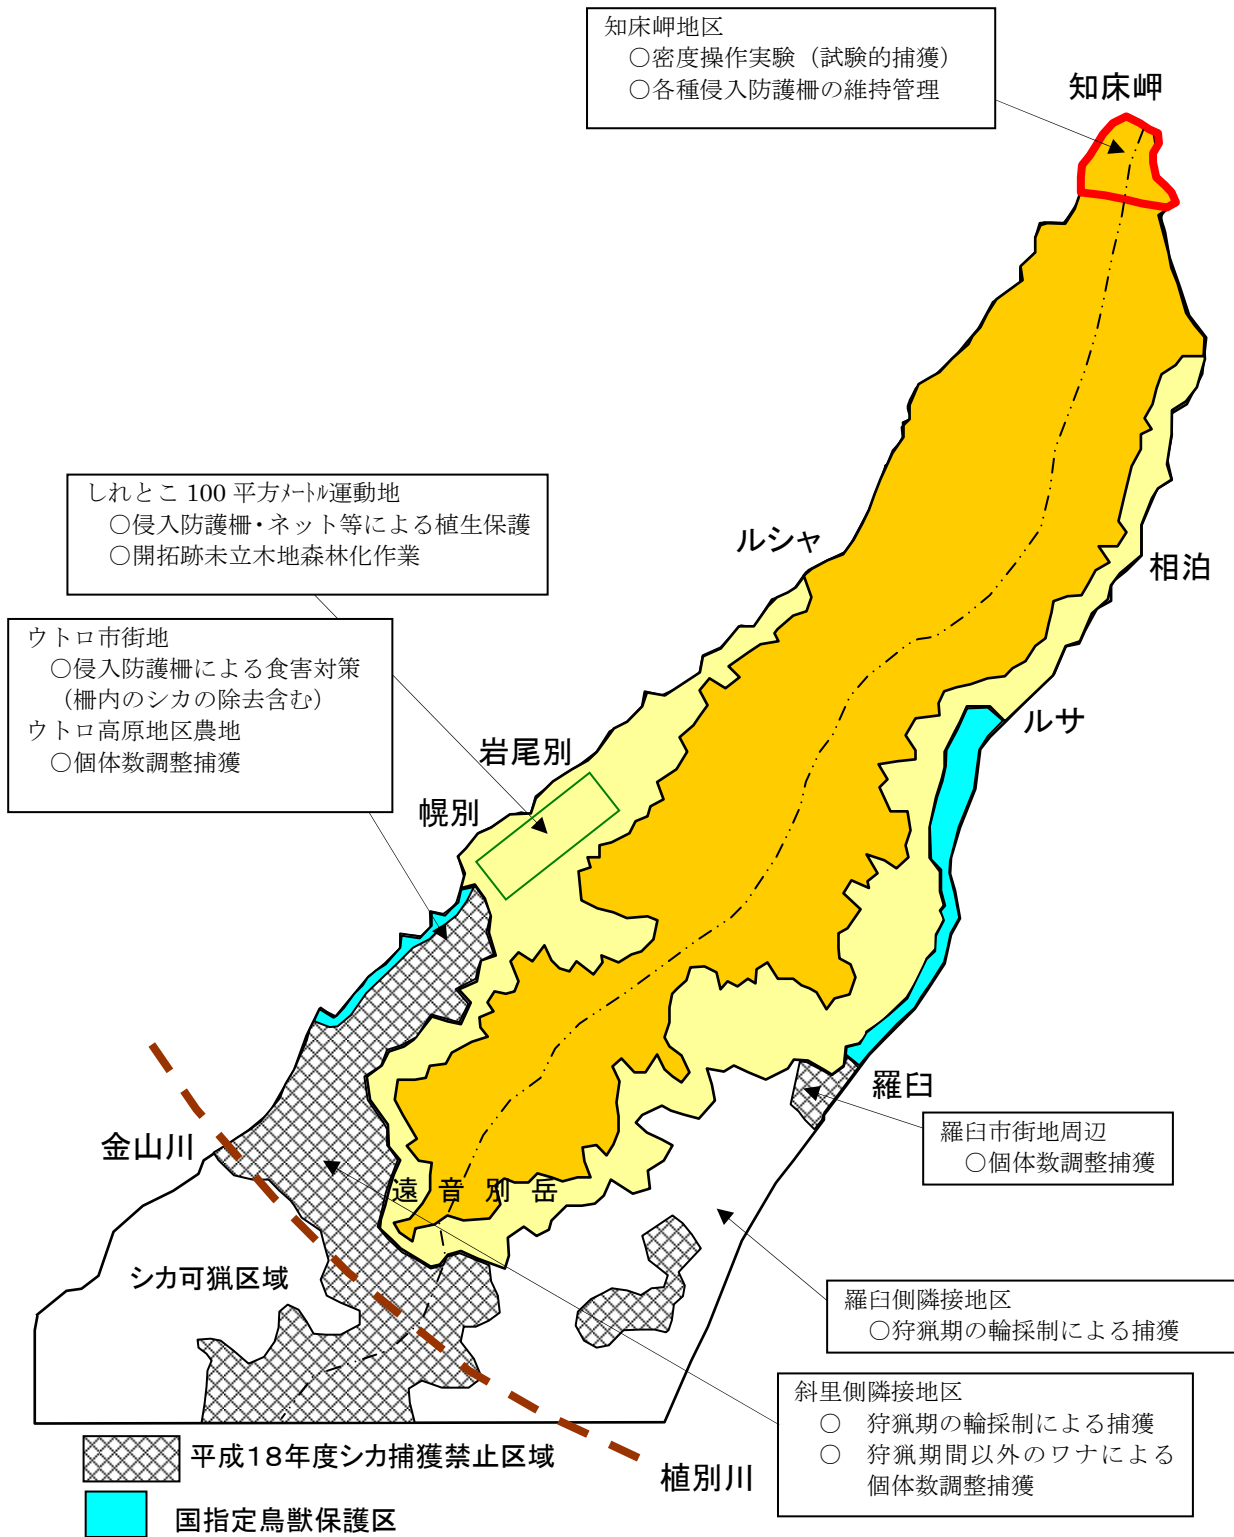 知床岬地区
○密度操作実験（試験的捕獲）
○各種侵入防護柵の維持管理
知床岬
しれとこ 100 平方メートル運動地
○侵入防護柵・ネット等による植生保護
○開拓跡未立木地森林化作業
ルシャ
相泊
ウトロ市街地
○侵入防護柵による食害対策
（柵内のシカの除去含む）
ウトロ高原地区農地
○個体数調整捕獲
ルサ
岩尾別
幌別
羅臼
金山川
羅臼市街地周辺
○個体数調整捕獲
遠音別岳
シカ可猟区域
羅臼側隣接地区
○狩猟期の輪採制による捕獲
斜里側隣接地区
○ 狩猟期の輪採制による捕獲
○ 狩猟期間以外のワナによる
個体数調整捕獲
平成１８年度シカ捕獲禁止区域
植別川
国指定鳥獣保護区